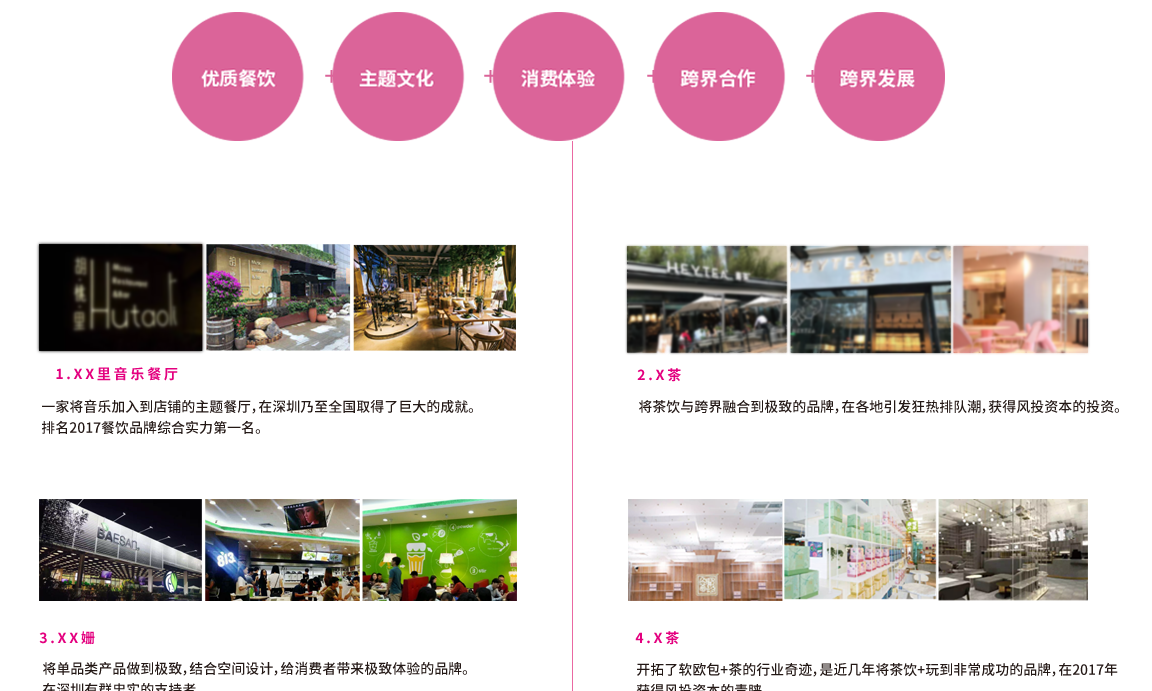 优质餐饮 + 主题文化 + 消费体验 + 跨界合作 + 跨界发展
胡桃里
Hutaoli
HEYTEA
HEYTEA BLACK
1.XX里音乐餐厅
2.X茶
一家将音乐加入到店铺的主题餐厅,在深圳乃至全国取得了巨大的成就。
排名2017餐饮品牌综合实力第一名。
将茶饮与跨界融合到极致的品牌,在各地引发狂热排队潮,获得风投资本的投资。
BAESAN
813
3.XX姗
4.X茶
将单品类产品做到极致,结合空间设计,给消费者带来极致体验的品牌。
在深圳有群忠实的支持者
开拓了软欧包+茶的行业奇迹,是近几年将茶饮+玩到非常成功的品牌,在2017年
获得风投资本的青睐